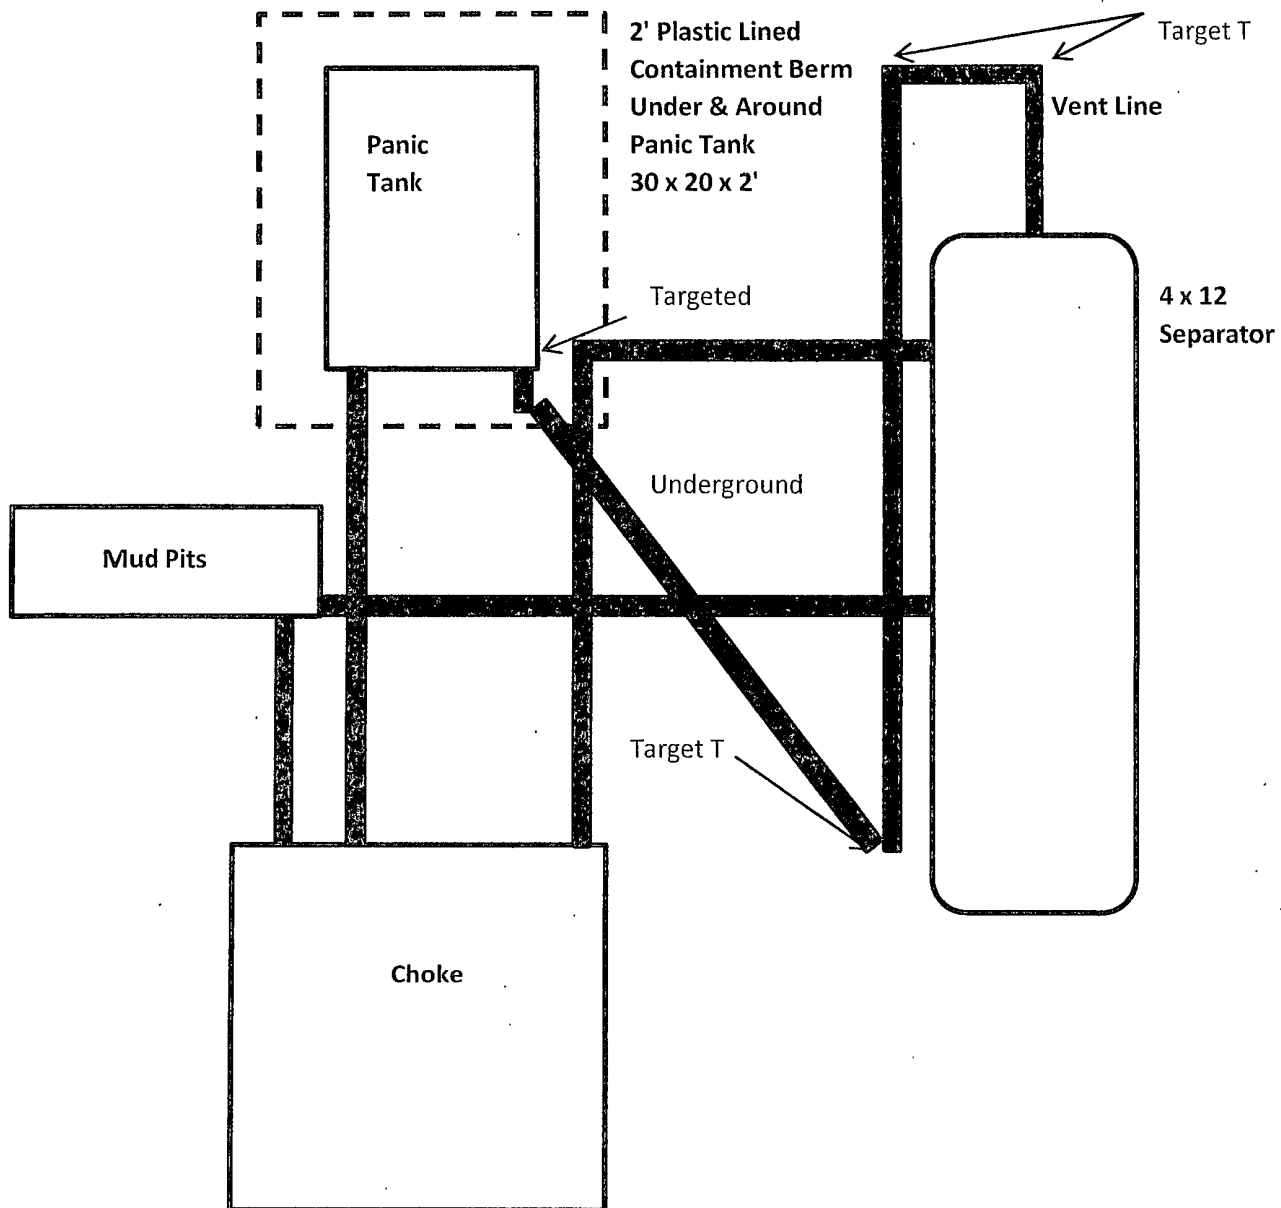 2' Plastic Lined
Containment Berm
Under & Around
Panic Tank
30 x 20 x 2'
Target T
Vent Line
Panic
Tank
Targeted
4 x 12
Separator
Underground
Mud Pits
Target T
Choke